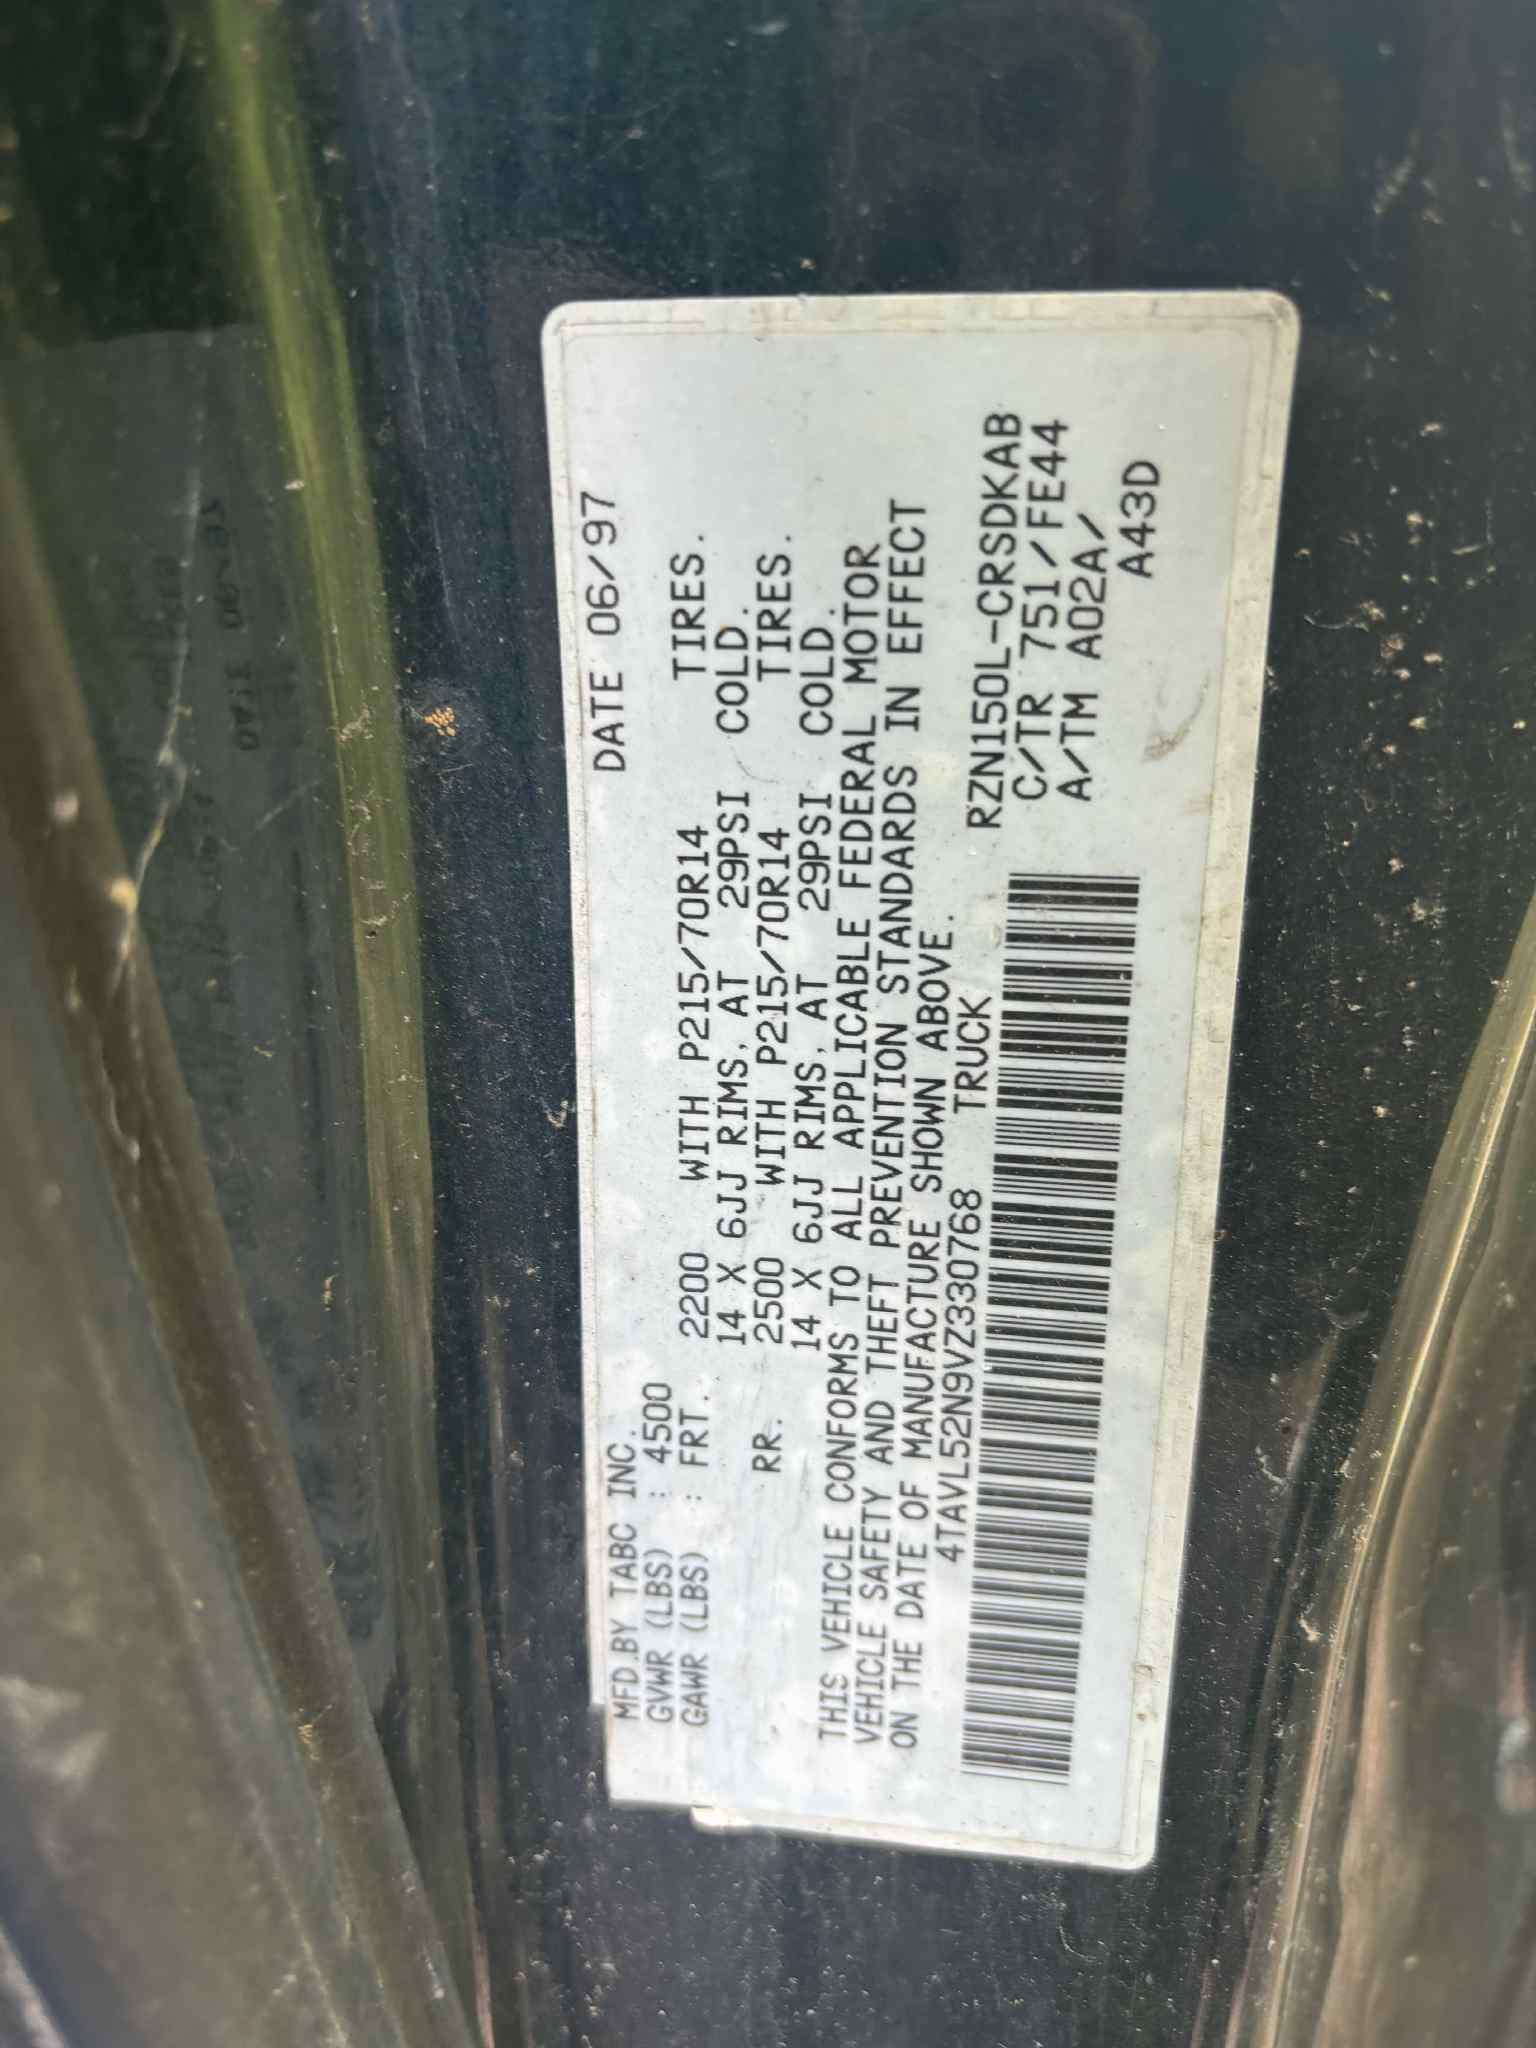 MFD.BY TABC INC. DATE 06/97
GVWR (LBS) : 4500
GAWR (LBS) : FRT. 2200 WITH P215/70R14 TIRES.
14 X 6JJ RIMS, AT 29PSI COLD.
RR. 2500 WITH P215/70R14 TIRES.
14 X 6JJ RIMS, AT 29PSI COLD.
THIS VEHICLE CONFORMS TO ALL APPLICABLE FEDERAL MOTOR
VEHICLE SAFETY AND THEFT PREVENTION STANDARDS IN EFFECT
ON THE DATE OF MANUFACTURE SHOWN ABOVE.
4TAVL52N9VZ330768 TRUCK
RZN150L-CRSDKAB
C/TR 751/FE44
A/TM A02A/
A43D